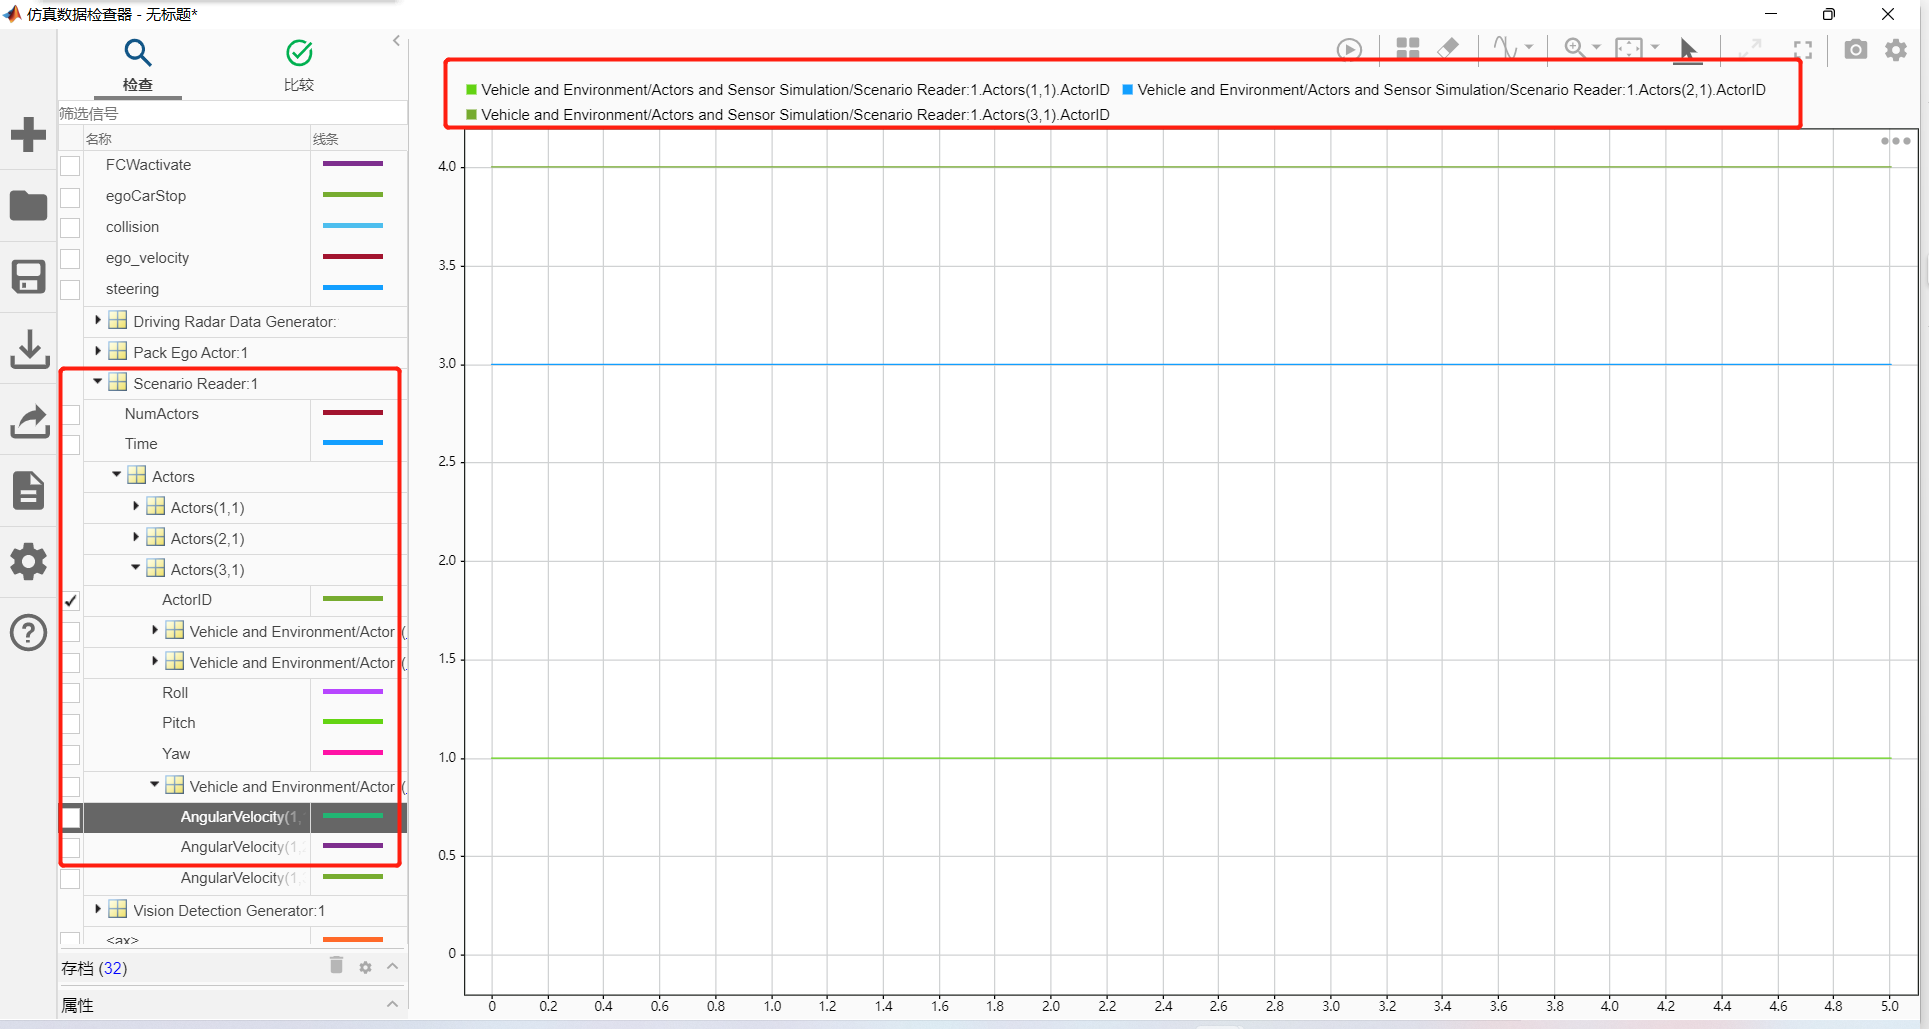 仿真数据检查器 - 无标题*
检查
比较
筛选信号
名称
线条
FCWactivate
egoCarStop
collision
ego_velocity
steering
Driving Radar Data Generator:
Pack Ego Actor:1
Scenario Reader:1
NumActors
Time
Actors
Actors(1,1)
Actors(2,1)
Actors(3,1)
ActorID
Vehicle and Environment/Actor (
Vehicle and Environment/Actor (
Roll
Pitch
Yaw
Vehicle and Environment/Actor (
AngularVelocity(1,
AngularVelocity(1,
AngularVelocity(1,
Vision Detection Generator:1
<ax>
存档 (32)
属性
Vehicle and Environment/Actors and Sensor Simulation/Scenario Reader:1.Actors(1,1).ActorID
Vehicle and Environment/Actors and Sensor Simulation/Scenario Reader:1.Actors(2,1).ActorID
Vehicle and Environment/Actors and Sensor Simulation/Scenario Reader:1.Actors(3,1).ActorID
4.0
3.5
3.0
2.5
2.0
1.5
1.0
0.5
0
0 0.2 0.4 0.6 0.8 1.0 1.2 1.4 1.6 1.8 2.0 2.2 2.4 2.6 2.8 3.0 3.2 3.4 3.6 3.8 4.0 4.2 4.4 4.6 4.8 5.0